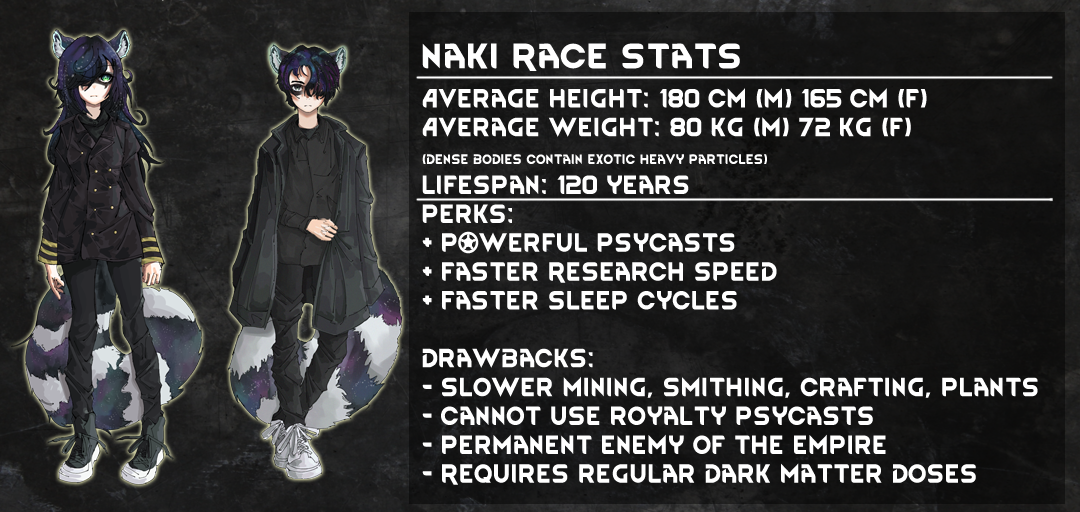 NAKI RACE STATS
AVERAGE HEIGHT: 180 CM (M) 165 CM (F)
AVERAGE WEIGHT: 80 KG (M) 72 KG (F)
(DENSE BODIES CONTAIN EXOTIC HEAVY PARTICLES)
LIFESPAN: 120 YEARS
PERKS:
+ POWERFUL PSYCASTS
+ FASTER RESEARCH SPEED
+ FASTER SLEEP CYCLES
DRAWBACKS:
- SLOWER MINING, SMITHING, CRAFTING, PLANTS
- CANNOT USE ROYALTY PSYCASTS
- PERMANENT ENEMY OF THE EMPIRE
- REQUIRES REGULAR DARK MATTER DOSES